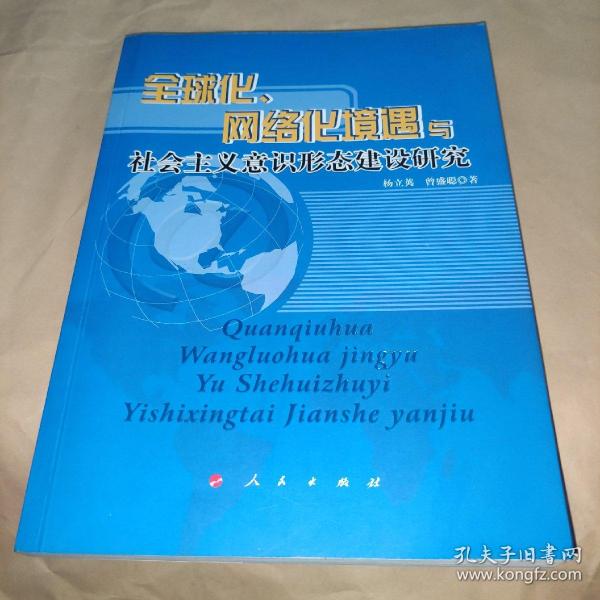 全球化、
网络化境遇与
社会主义意识形态建设研究
杨立英 曾盛聪◎著
Quanqiuhua
Wangluohua jingyu
Yu Shehuizhuyi
Yishixingtai Jianshe yanjiu
人民出版社
孔夫子旧书网
www.kongfz.com